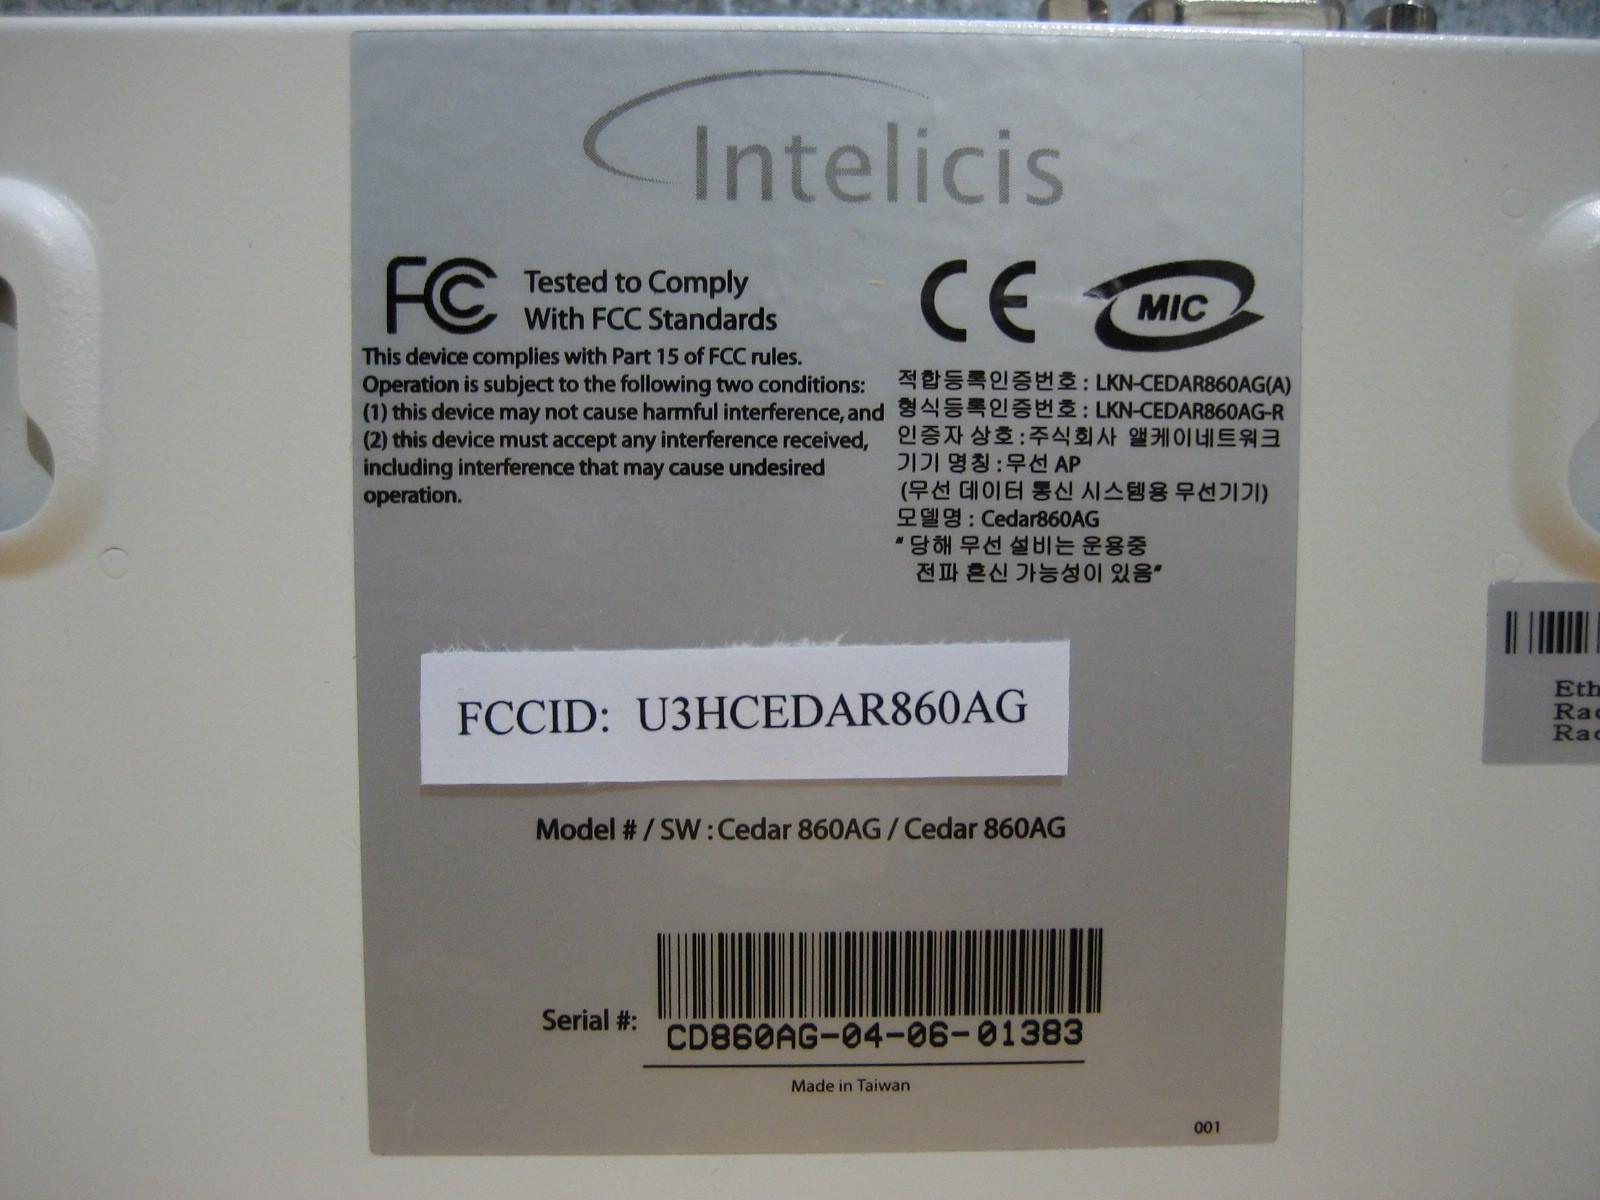 Intelicis
FC Tested to Comply
With FCC Standards
This device complies with Part 15 of FCC rules.
Operation is subject to the following two conditions:
(1) this device may not cause harmful interference, and
(2) this device must accept any interference received,
including interference that may cause undesired
operation.
CE MIC
적합등록인증번호 : LKN-CEDAR860AG(A)
형식등록인증번호 : LKN-CEDAR860AG-R
인증자 상호 : 주식회사 앨케이네트워크
기기 명칭 : 무선 AP
(무선 데이터 통신 시스템용 무선기기)
모델명 : Cedar860AG
" 당해 무선 설비는 운용중
전파 혼신 가능성이 있음"
FCCID: U3HCEDAR860AG
Model # / SW : Cedar 860AG / Cedar 860AG
Serial #:
CD860AG-04-06-01383
Made in Taiwan
001
Eth
Rad
Rad